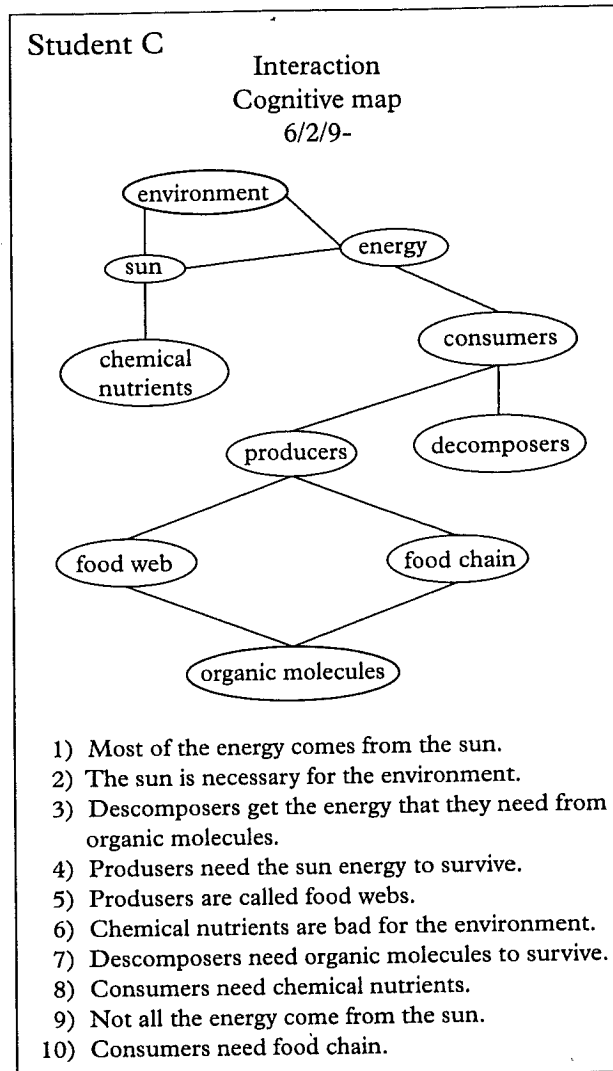 Student C
Interaction
Cognitive map
6/2/9-
environment
energy
sun
consumers
chemical
nutrients
producers
decomposers
food web
food chain
organic molecules
1) Most of the energy comes from the sun.
2) The sun is necessary for the environment.
3) Descomposers get the energy that they need from
organic molecules.
4) Produsers need the sun energy to survive.
5) Produsers are called food webs.
6) Chemical nutrients are bad for the environment.
7) Descomposers need organic molecules to survive.
8) Consumers need chemical nutrients.
9) Not all the energy come from the sun.
10) Consumers need food chain.